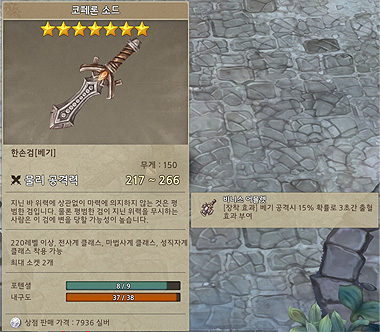 코페론 소드
한손검[베기]
무게 : 150
물리 공격력 217 ~ 266
지닌 바 위력에 상관없이 마력에 의지하지 않는 것은 평
범한 검입니다. 물론 평범한 검이 지닌 위력을 무시하는
사람은 이 검에 변을 당할 가능성이 높습니다.
220레벨 이상, 전사계 클래스, 마법사계 클래스, 성직자계
클래스 착용 가능
최대 소켓 2개
포텐셜 8 / 9
내구도 37 / 38
상점 판매 가격 : 7936 실버
[장착 효과] 베기 공격시 15% 확률로 3초간 출혈
효과 부여